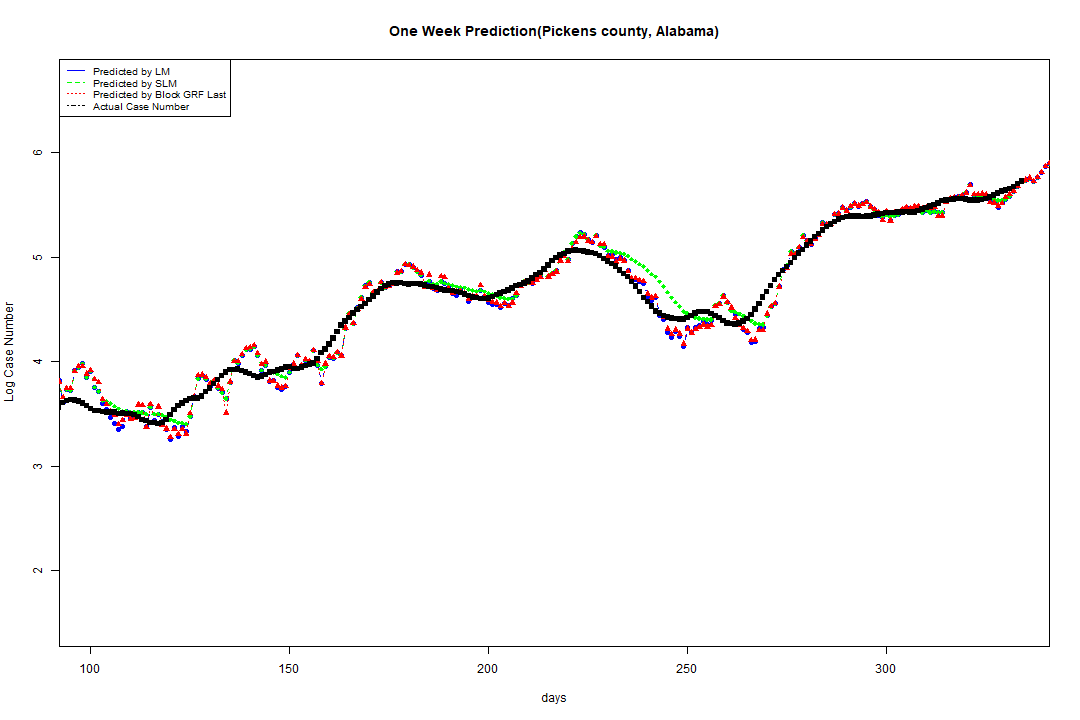 One Week Prediction(Pickens county, Alabama)
Predicted by LM
Predicted by SLM
Predicted by Block GRF Last
Actual Case Number
Log Case Number
6
5
4
3
2
100 150 200 250 300
days